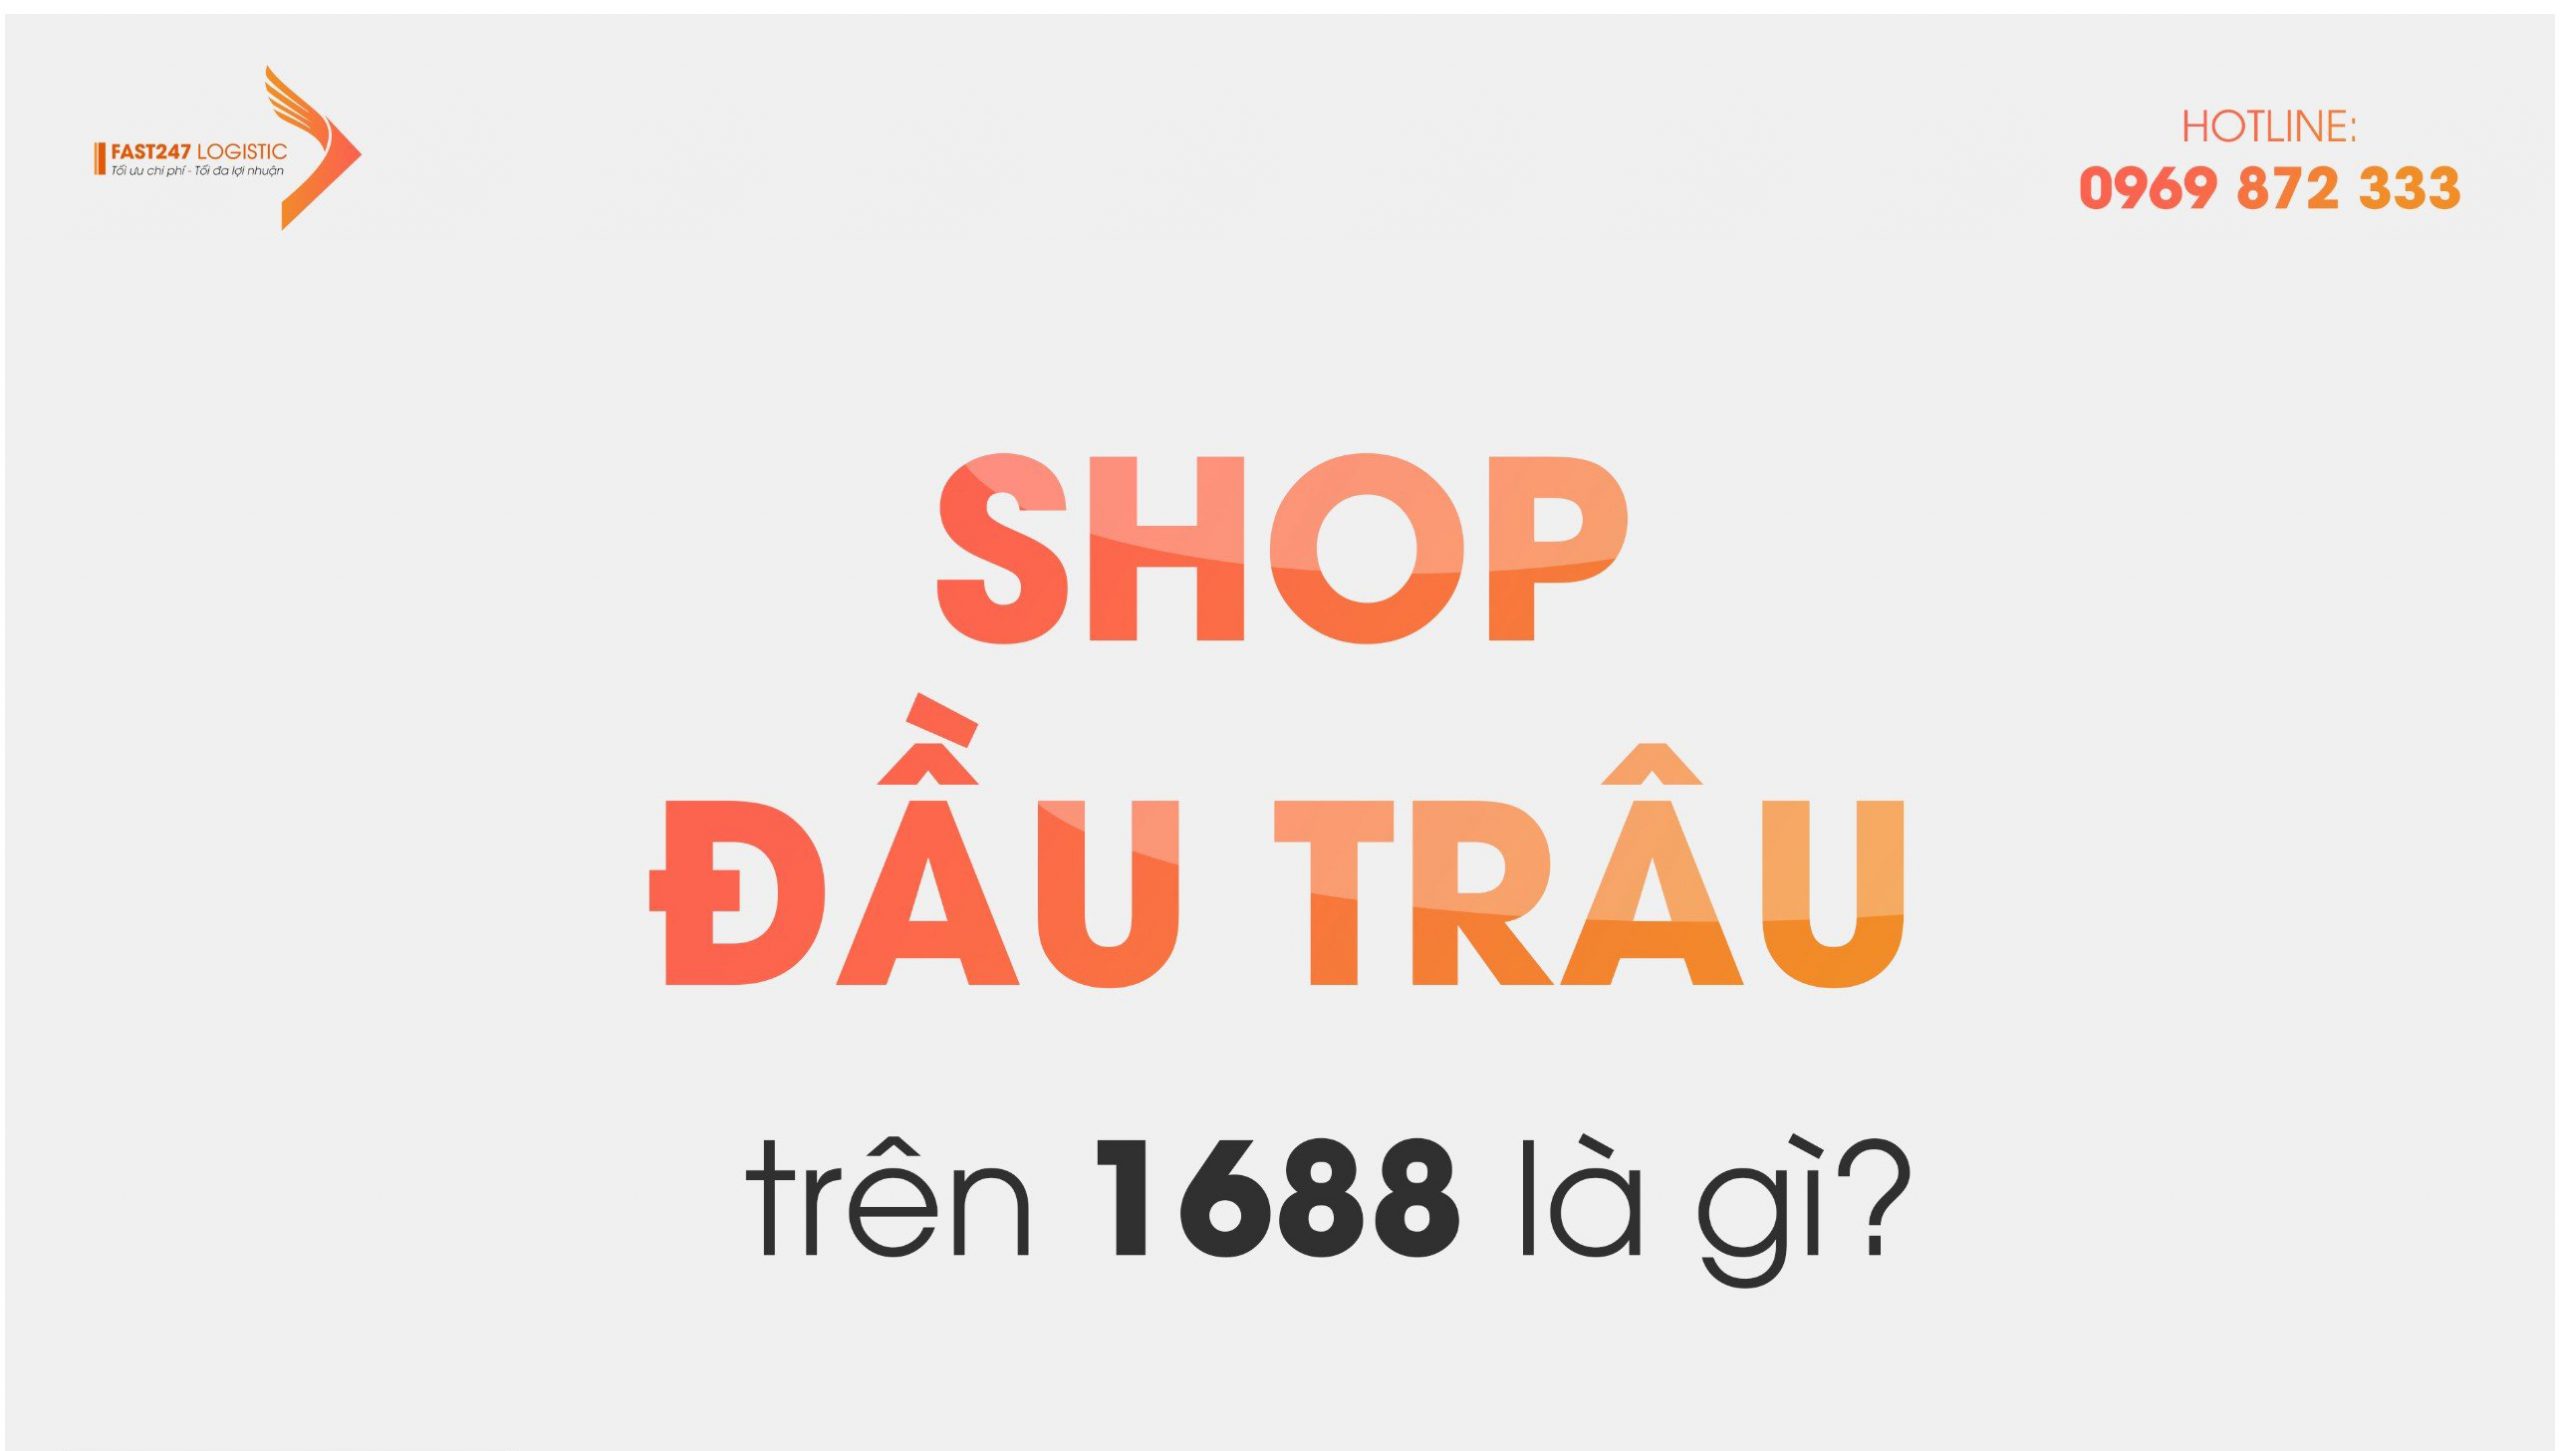 FAST247 LOGISTIC
Tối ưu chi phí - Tối đa lợi nhuận
HOTLINE:
0969 872 333
SHOP
ĐẦU TRÂU
trên 1688 là gì?